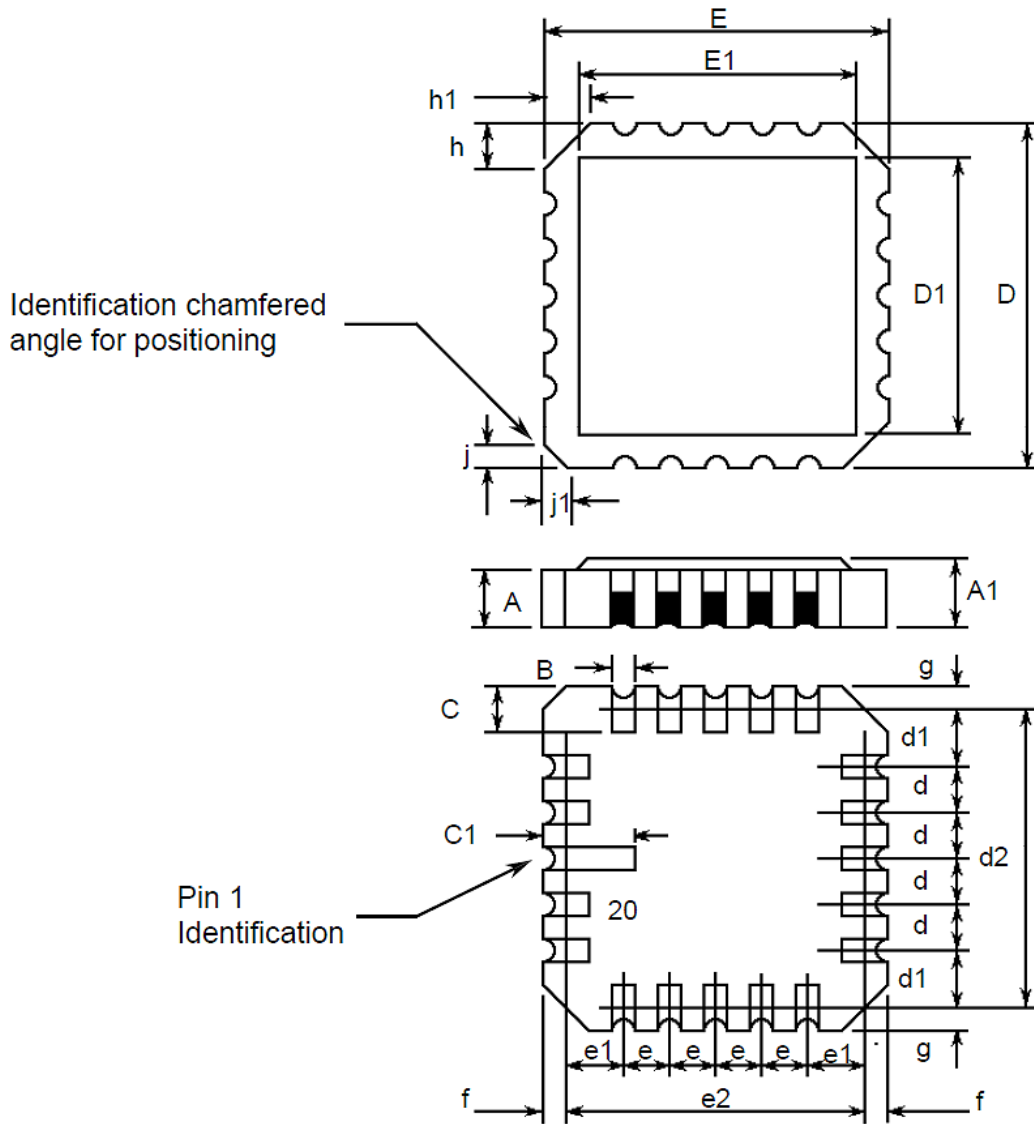 E
E1
h1
h
D1
D
Identification chamfered
angle for positioning
j
j1
A
A1
B
g
C
d1
d
C1
d
d2
Pin 1
Identification
20
d
d
d1
e1 e e e e e1
g
f
e2
f